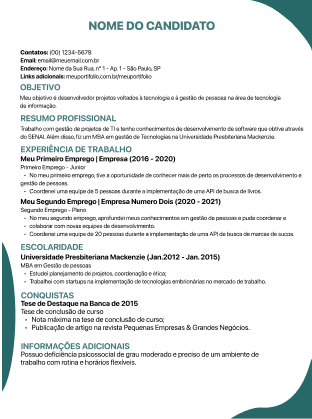 NOME DO CANDIDATO
Contatos: (00) 1234-5678
Email: email@meuemail.com.br
Endereço: Nome da Sua Rua, n° 1 - Ap. 1 - São Paulo, SP
Links adicionais: meuportifolio.com.br/meuportifolio
OBJETIVO
Meu objetivo é desenvolvedor projetos voltados à tecnologia e à gestão de pessoas na área de tecnologia
de informação.
RESUMO PROFISSIONAL
Trabalho com gestão de projetos de TI e tenho conhecimentos de desenvolvimento de software que obtive através
do SENAI. Além disso, fiz um MBA em gestão de Tecnologias na Universidade Presbiteriana Mackenzie.
EXPERIÊNCIA DE TRABALHO
Meu Primeiro Emprego | Empresa (2016 - 2020)
Primeiro Emprego - Junior
- No meu primeiro emprego, tive a oportunidade de conhecer mais de perto os processos de desenvolvimento e
gestão de pessoas.
- Coordenei uma equipe de 5 pessoas durante a implementação de uma API de busca de livros.
Meu Segundo Emprego | Empresa Numero Dois (2020 - 2021)
Segundo Emprego - Pleno
- No meu segundo emprego, aprofundei meus conhecimentos em gestão de pessoas e pude coordenar e
- colaborar com novas equipes de desenvolvimento.
- Coordenei uma equipe de 20 pessoas durante a implementação de uma API de busca de marcas de sucos.
ESCOLARIDADE
Universidade Presbiteriana Mackenzie (Jan.2012 - Jan. 2015)
MBA em Gestão de pessoas
- Estudei planejamento de projetos, coordenação e ética;
- Trabalhei com startups na implementação de tecnologias embrionárias no mercado de trabalho.
CONQUISTAS
Tese de Destaque na Banca de 2015
Tese de conclusão de curso
- Nota máxima na tese de conclusão de curso;
- Publicação de artigo na revista Pequenas Empresas & Grandes Negócios.
INFORMAÇÕES ADICIONAIS
Possuo deficiência psicossocial de grau moderado e preciso de um ambiente de
trabalho com rotina e horários flexíveis.